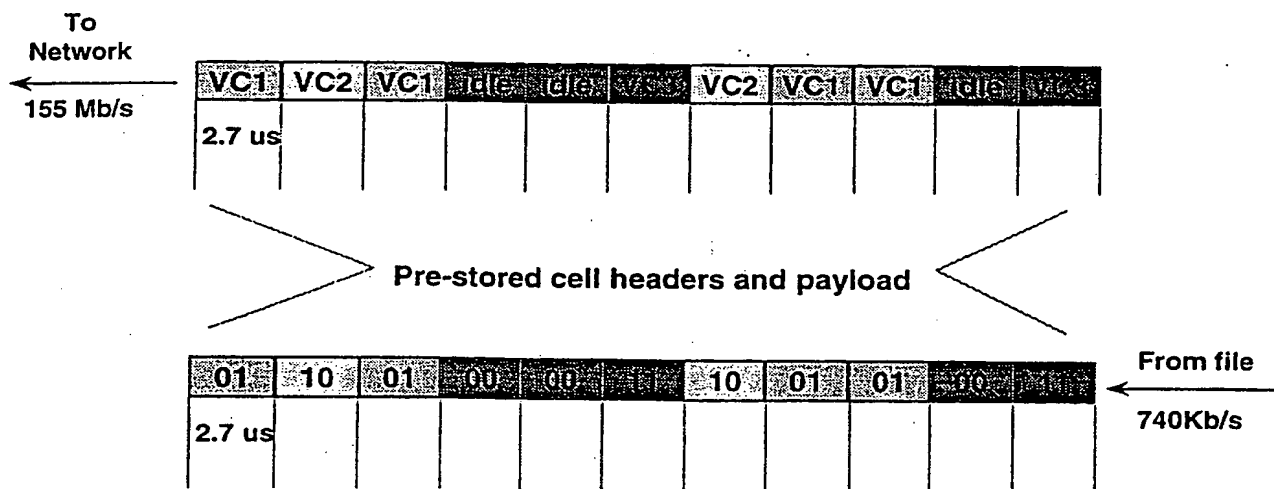 To
Network
155 Mb/s
VC1 VC2 VC1 idle idle VC3 VC2 VC1 VC1 idle VC3
2.7 us
Pre-stored cell headers and payload
01 10 01 00 00 11 10 01 01 00 11
2.7 us
From file
740Kb/s